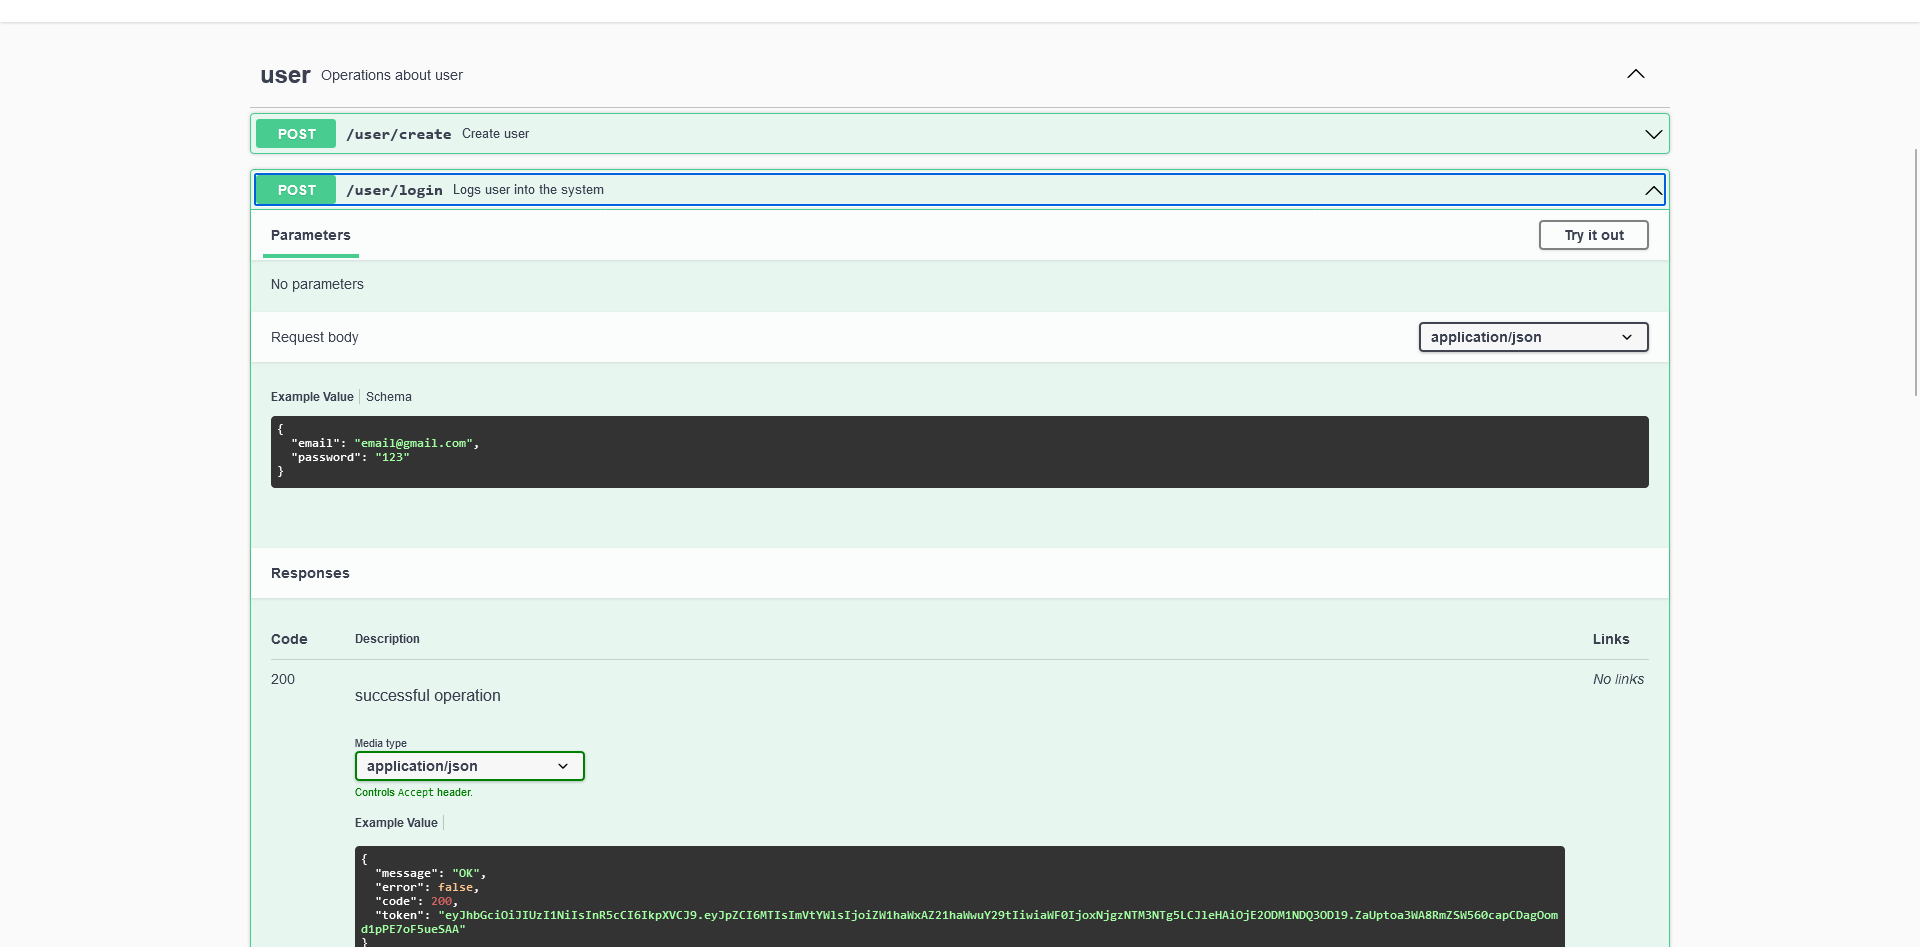 user Operations about user
POST /user/create Create user
POST /user/login Logs user into the system
Parameters
Try it out
No parameters
Request body
application/json
Example Value Schema
{
"email": "email@gmail.com",
"password": "123"
}
Responses
Code Description Links
200 No links
successful operation
Media type
application/json
Controls Accept header.
Example Value
{
"message": "OK",
"error": false,
"code": 200,
"token": "eyJhbGciOiJIUzI1NiIsInR5cCI6IkpXVCJ9.eyJpZCI6MTIsImVtYWlsIjoiZW1haWxAZ21haWwuY29tIiwiaWF0IjoxNjgzNTM3NTg5LCJleHAiOjE2ODM1NDQ3ODl9.ZaUptoa3WA8RmZSW560capCDagOom
d1pPE7oF5ueSAA"
}